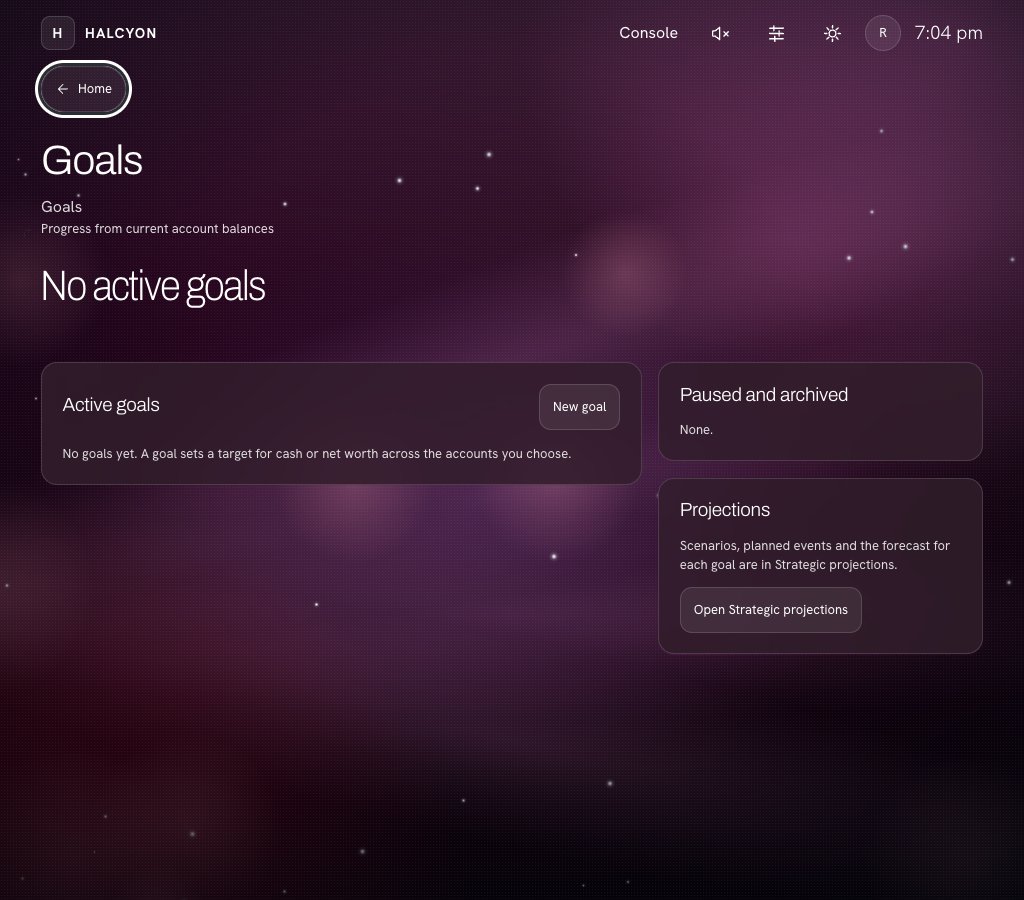 H HALCYON Console R 7:04 pm
Home
Goals
Goals
Progress from current account balances
No active goals
Active goals
New goal
No goals yet. A goal sets a target for cash or net worth across the accounts you choose.
Paused and archived
None.
Projections
Scenarios, planned events and the forecast for
each goal are in Strategic projections.
Open Strategic projections